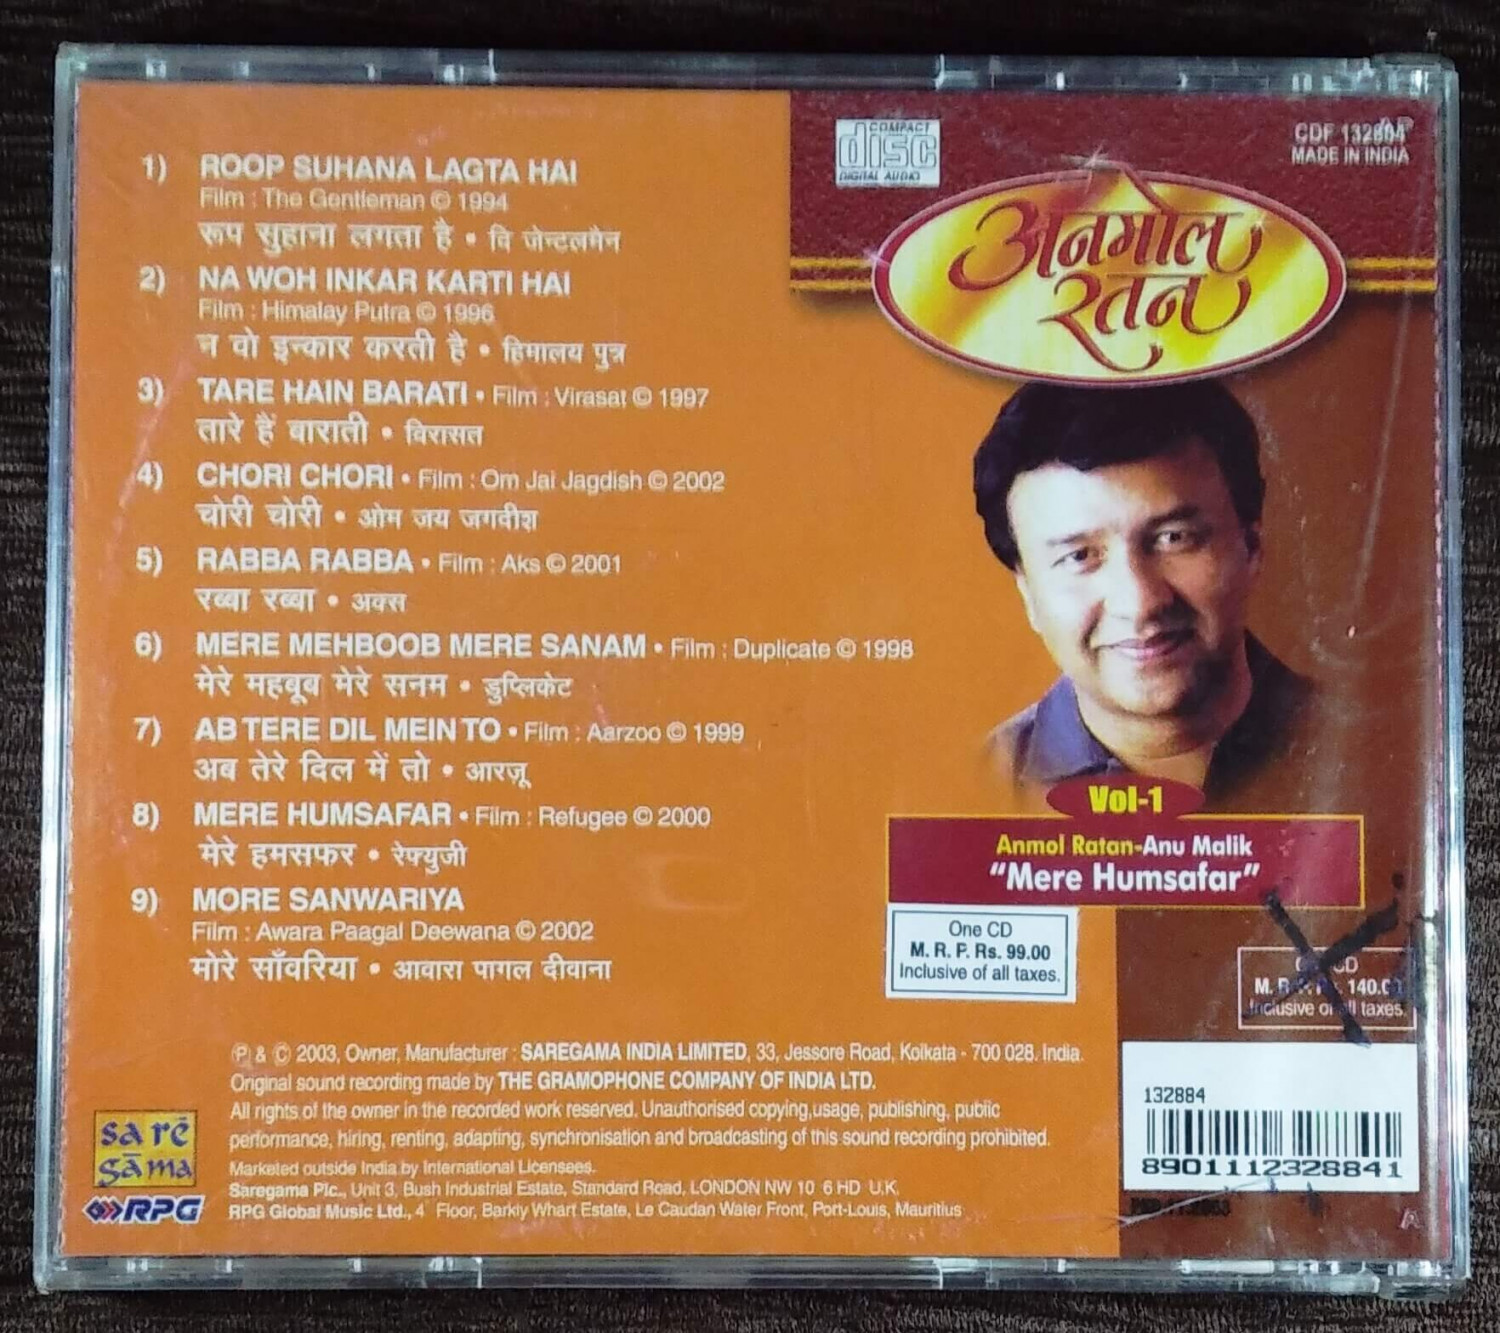 1) ROOP SUHANA LAGTA HAI
Film : The Gentleman © 1994
रूप सुहाना लगता है • दि जेन्टलमैन
2) NA WOH INKAR KARTI HAI
Film : Himalay Putra © 1996
न वो इन्कार करती है • हिमालय पुत्र
3) TARE HAIN BARATI • Film : Virasat © 1997
तारे हैं बाराती • विरासत
4) CHORI CHORI • Film : Om Jai Jagdish © 2002
चोरी चोरी • ओम जय जगदीश
5) RABBA RABBA • Film : Aks © 2001
रब्बा रब्बा • अक्स
6) MERE MEHBOOB MERE SANAM • Film : Duplicate © 1998
मेरे महबूब मेरे सनम • डुप्लिकेट
7) AB TERE DIL MEIN TO • Film : Aarzoo © 1999
अब तेरे दिल में तो • आरज़ू
8) MERE HUMSAFAR • Film : Refugee © 2000
मेरे हमसफर • रेफ्युजी
9) MORE SANWARIYA
Film : Awara Paagal Deewana © 2002
मोरे साँवरिया • आवारा पागल दीवाना
COMPACT
disc
DIGITAL AUDIO
CDF 132884
MADE IN INDIA
अनमोल
रतन
Vol-1
Anmol Ratan-Anu Malik
"Mere Humsafar"
One CD
M. R. P. Rs. 99.00
Inclusive of all taxes.
CD
M. 140.0
Inclusive of all taxes.
℗ & © 2003, Owner, Manufacturer : SAREGAMA INDIA LIMITED, 33, Jessore Road, Kolkata - 700 028. India.
Original sound recording made by THE GRAMOPHONE COMPANY OF INDIA LTD.
All rights of the owner in the recorded work reserved. Unauthorised copying,usage, publishing, public
performance, hiring, renting, adapting, synchronisation and broadcasting of this sound recording prohibited.
Marketed outside India by International Licensees.
Saregama Plc., Unit 3, Bush Industrial Estate, Standard Road, LONDON NW 10 6 HD U.K.
RPG Global Music Ltd., 4 Floor, Barkly Wharf Estate, Le Caudan Water Front, Port-Louis, Mauritius
sa rē
gāma
RPG
132884
8901112328841
A